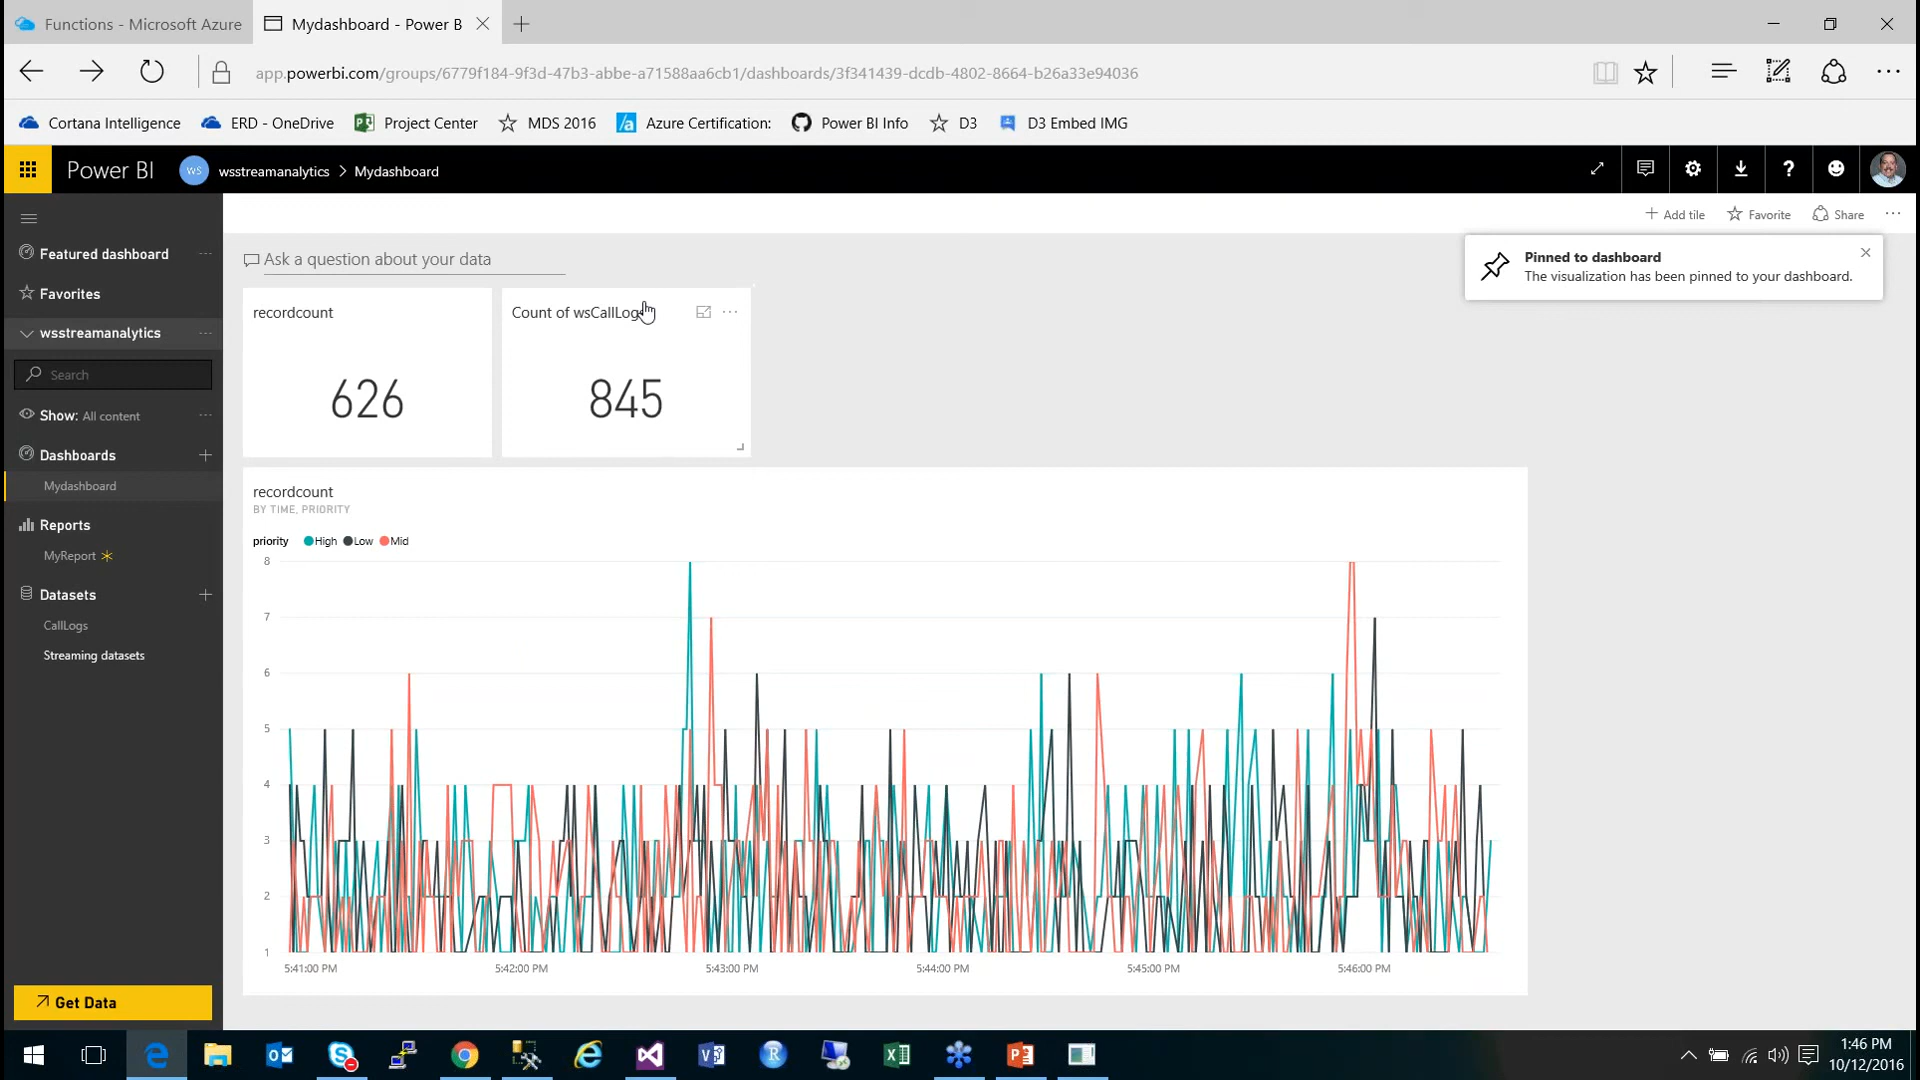 Functions - Microsoft Azure
Mydashboard - Power B
app.powerbi.com/groups/6779f184-9f3d-47b3-abbe-a71588aa6cb1/dashboards/3f341439-dcdb-4802-8664-b26a33e94036
Cortana Intelligence
ERD - OneDrive
Project Center
MDS 2016
Azure Certification:
Power BI Info
D3
D3 Embed IMG
Power BI
WS
wsstreamanalytics > Mydashboard
Add tile
Favorite
Share
Featured dashboard
Favorites
wsstreamanalytics
Search
Show: All content
Dashboards
Mydashboard
Reports
MyReport
Datasets
CallLogs
Streaming datasets
Get Data
Ask a question about your data
Pinned to dashboard
The visualization has been pinned to your dashboard.
recordcount
626
Count of wsCallLog
845
recordcount
BY TIME, PRIORITY
priority High Low Mid
8
7
6
5
4
3
2
1
5:41:00 PM
5:42:00 PM
5:43:00 PM
5:44:00 PM
5:45:00 PM
5:46:00 PM
1:46 PM
10/12/2016